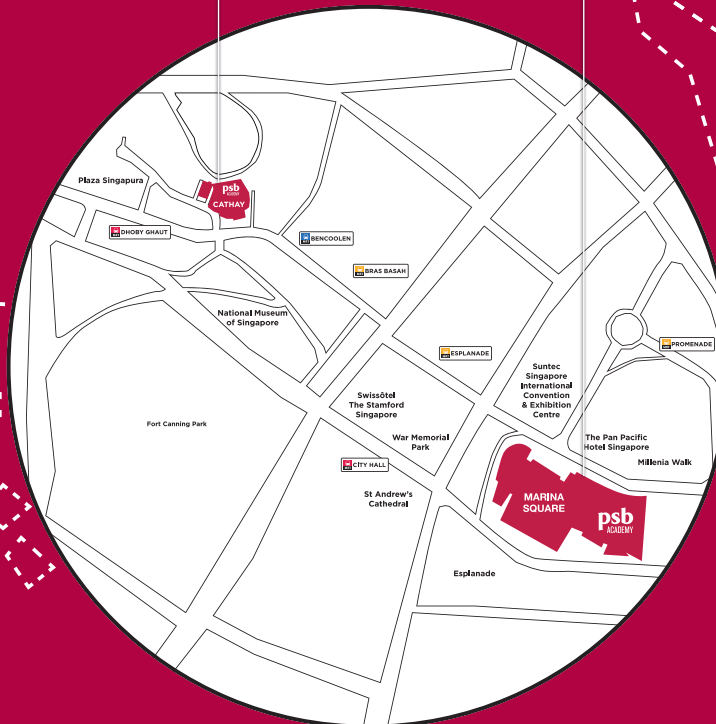 Plaza Singapura
psb
ACADEMY
CATHAY
DHOBY GHAUT
BENCOOLEN
BRAS BASAH
National Museum
of Singapore
ESPLANADE
PROMENADE
Suntec
Singapore
International
Convention
& Exhibition
Centre
Swissôtel
The Stamford
Singapore
Fort Canning Park
War Memorial
Park
The Pan Pacific
Hotel Singapore
Millenia Walk
CITY HALL
St Andrew's
Cathedral
MARINA
SQUARE
psb
ACADEMY
Esplanade